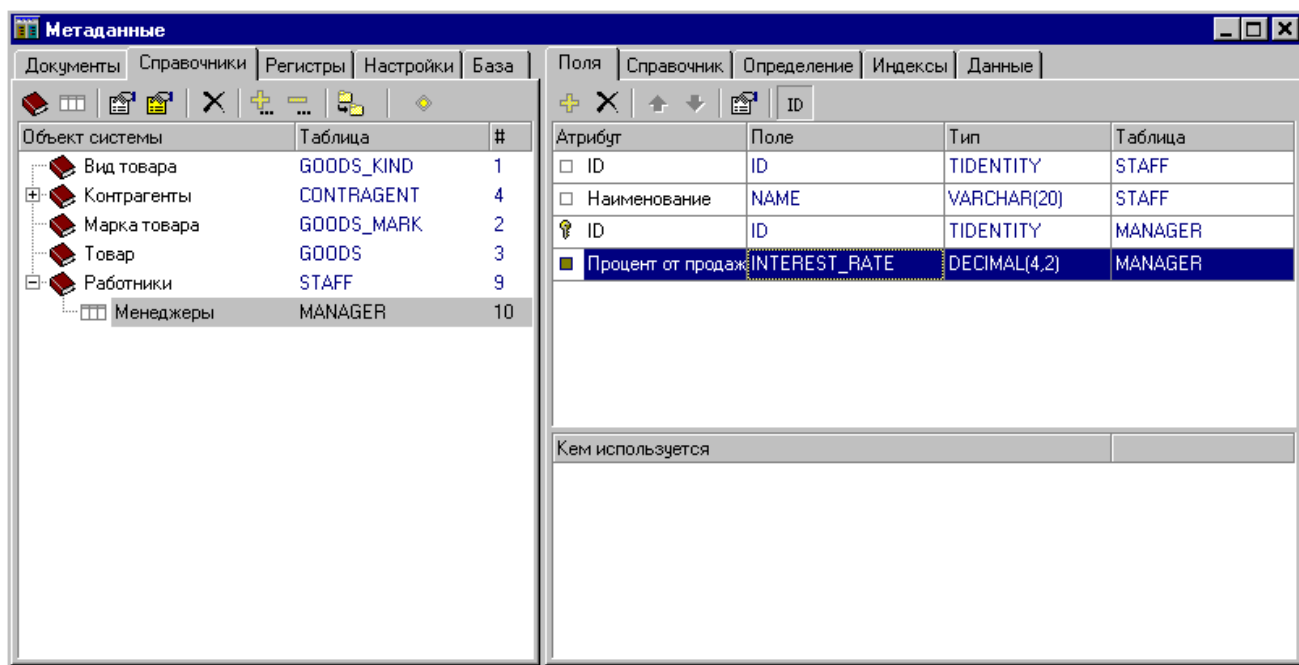 Метаданные
Документы Справочники Регистры Настройки База
Поля Справочник Определение Индексы Данные
ID
Объект системы Таблица #
Вид товара GOODS_KIND 1
Контрагенты CONTRAGENT 4
Марка товара GOODS_MARK 2
Товар GOODS 3
Работники STAFF 9
Менеджеры MANAGER 10
Атрибут Поле Тип Таблица
ID ID TIDENTITY STAFF
Наименование NAME VARCHAR(20) STAFF
ID ID TIDENTITY MANAGER
Процент от продаж INTEREST_RATE DECIMAL(4,2) MANAGER
Кем используется